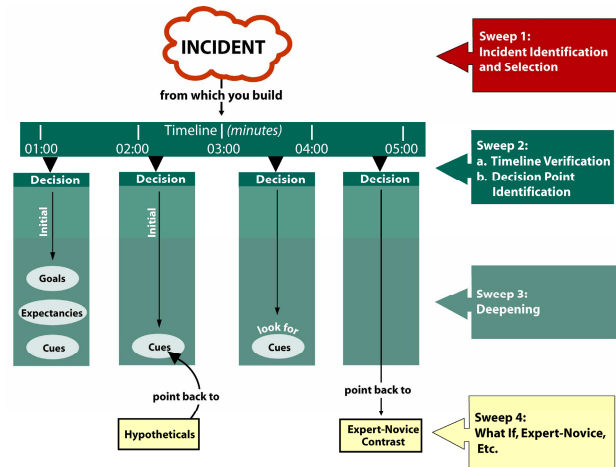 INCIDENT
from which you build
Timeline (minutes)
01:00 02:00 03:00 04:00 05:00
Decision Decision Decision Decision
Initial Initial
Goals
Expectancies
look for
Cues Cues Cues
point back to point back to
Hypotheticals
Expert-Novice
Contrast
Sweep 1:
Incident Identification
and Selection
Sweep 2:
a. Timeline Verification
b. Decision Point
Identification
Sweep 3:
Deepening
Sweep 4:
What If, Expert-Novice,
Etc.